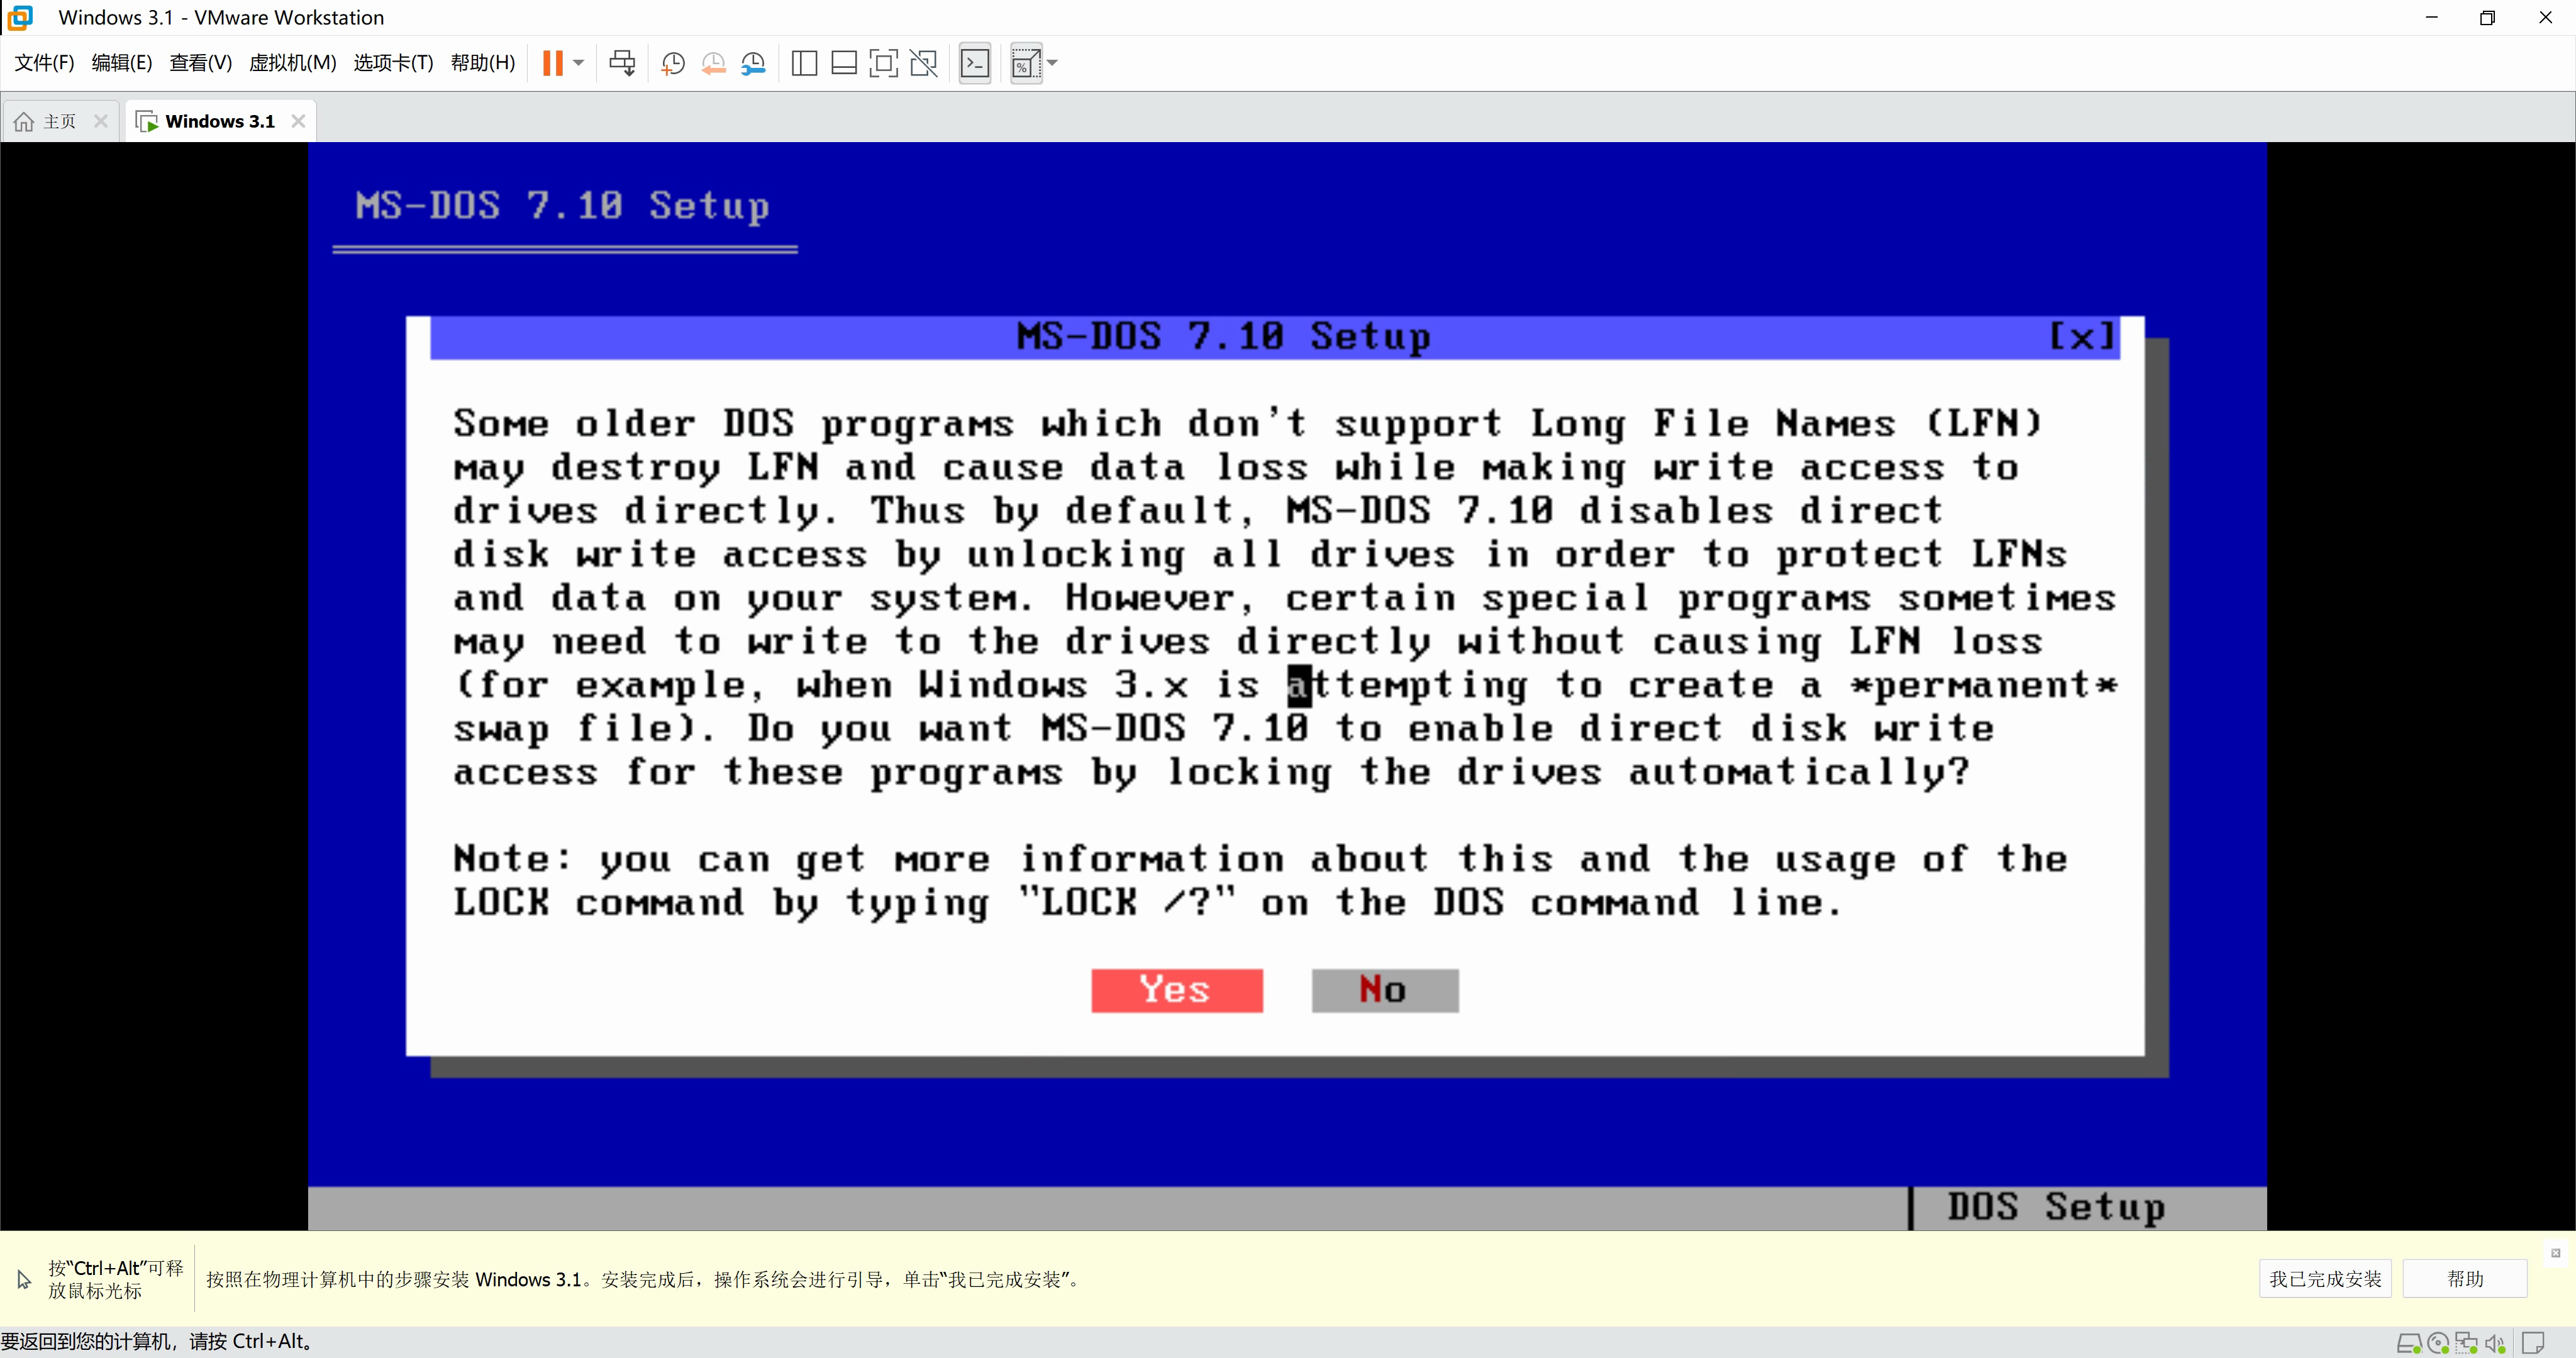 Windows 3.1 - VMware Workstation
文件(F) 编辑(E) 查看(V) 虚拟机(M) 选项卡(T) 帮助(H)
主页 Windows 3.1
MS-DOS 7.10 Setup
MS-DOS 7.10 Setup [x]
Some older DOS programs which don't support Long File Names (LFN)
may destroy LFN and cause data loss while making write access to
drives directly. Thus by default, MS-DOS 7.10 disables direct
disk write access by unlocking all drives in order to protect LFNs
and data on your system. However, certain special programs sometimes
may need to write to the drives directly without causing LFN loss
(for example, when Windows 3.x is attempting to create a *permanent*
swap file). Do you want MS-DOS 7.10 to enable direct disk write
access for these programs by locking the drives automatically?
Note: you can get more information about this and the usage of the
LOCK command by typing "LOCK /?" on the DOS command line.
Yes No
DOS Setup
按“Ctrl+Alt”可释
放鼠标光标
按照在物理计算机中的步骤安装 Windows 3.1。安装完成后，操作系统会进行引导，单击“我已完成安装”。
我已完成安装 帮助
要返回到您的计算机，请按 Ctrl+Alt。